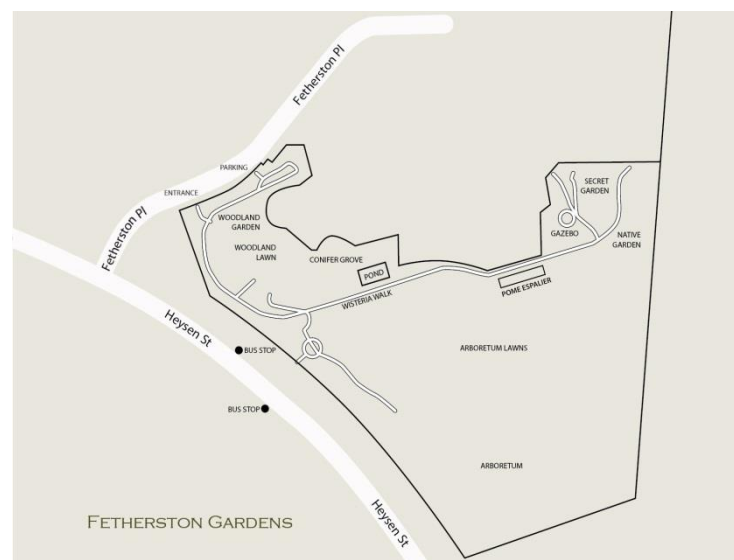 Fetherston Pl
PARKING
ENTRANCE
Fetherston Pl
WOODLAND
GARDEN
WOODLAND
LAWN
CONIFER GROVE
POND
WISTERIA WALK
SECRET
GARDEN
GAZEBO
NATIVE
GARDEN
POME ESPALIER
Heysen St
BUS STOP
ARBORETUM LAWNS
BUS STOP
ARBORETUM
Heysen St
FETHERSTON GARDENS